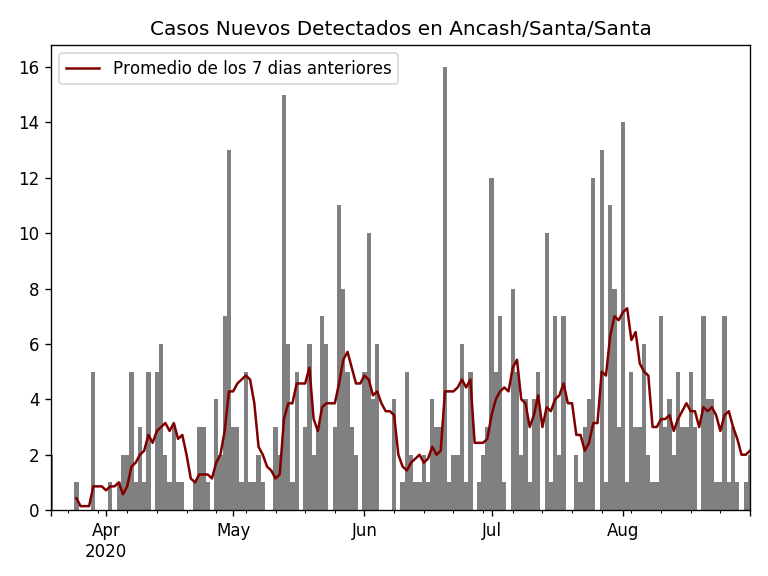 Casos Nuevos Detectados en Ancash/Santa/Santa
Promedio de los 7 dias anteriores
16
14
12
10
8
6
4
2
0
Apr
2020
May
Jun
Jul
Aug